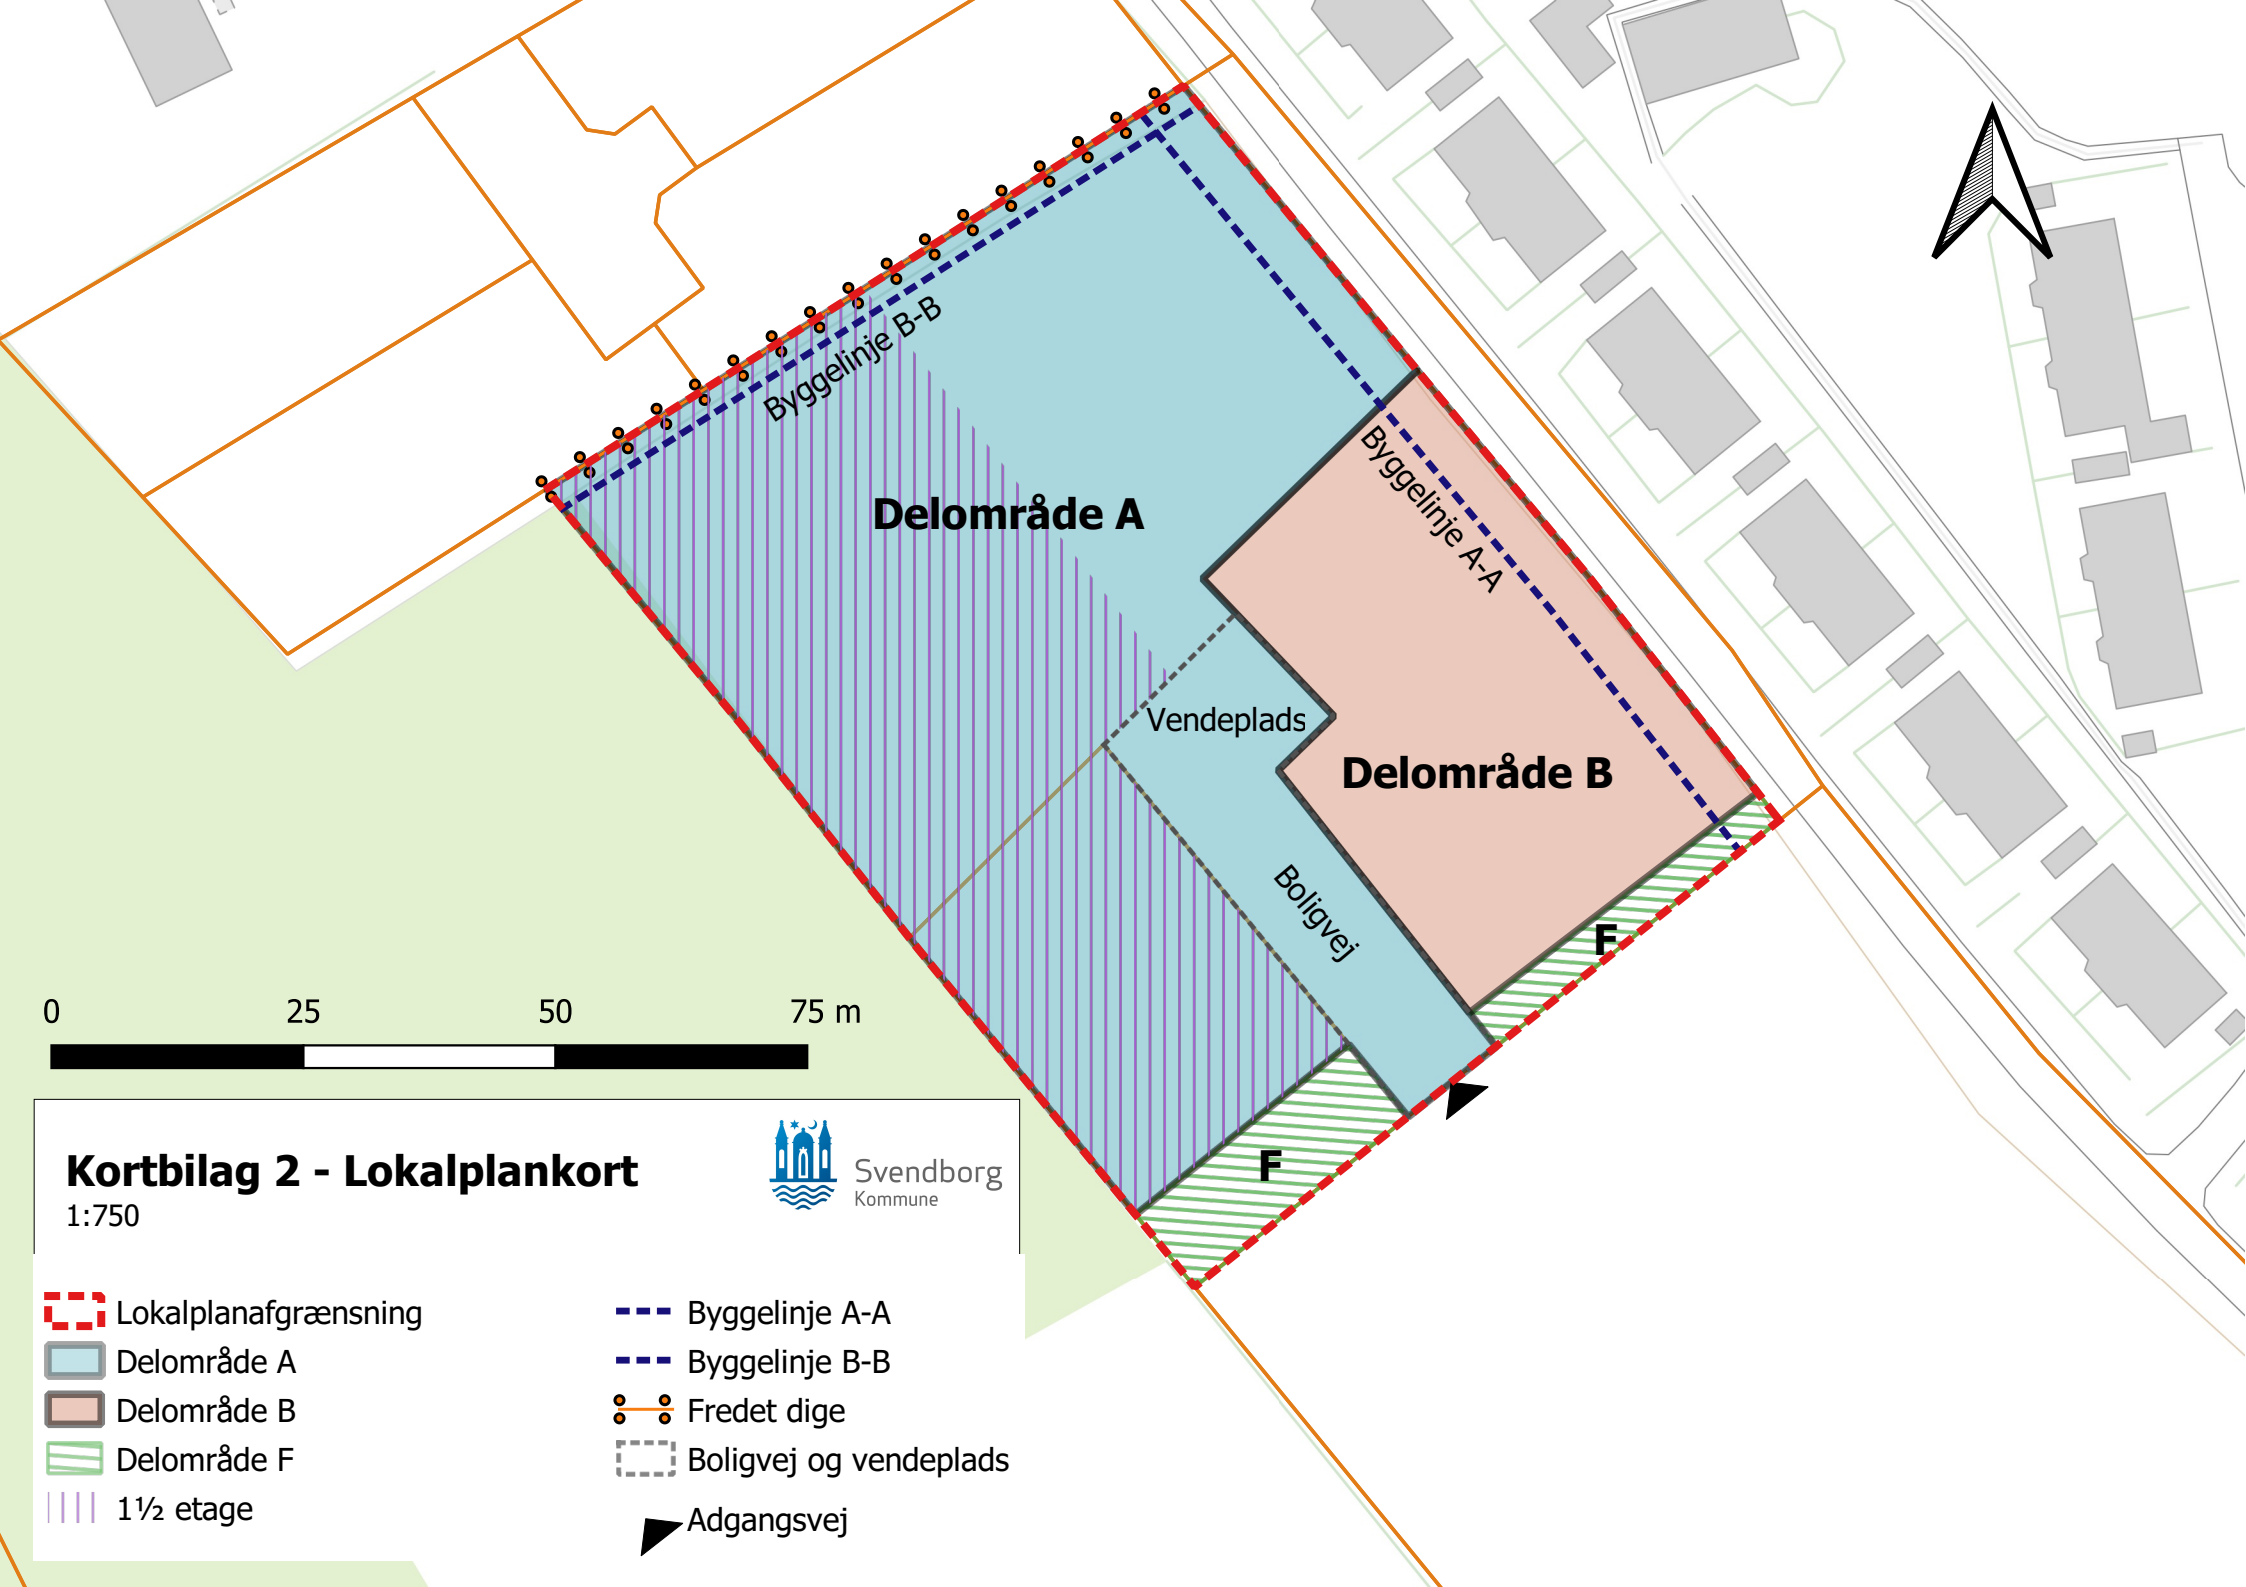 Byggelinje B-B
Delområde A
Byggelinje A-A
Vendeplads
Delområde B
Boligvej
F
F
0 25 50 75 m
Kortbilag 2 - Lokalplankort
1:750
Svendborg
Kommune
Lokalplanafgrænsning
Delområde A
Delområde B
Delområde F
1½ etage
Byggelinje A-A
Byggelinje B-B
Fredet dige
Boligvej og vendeplads
Adgangsvej